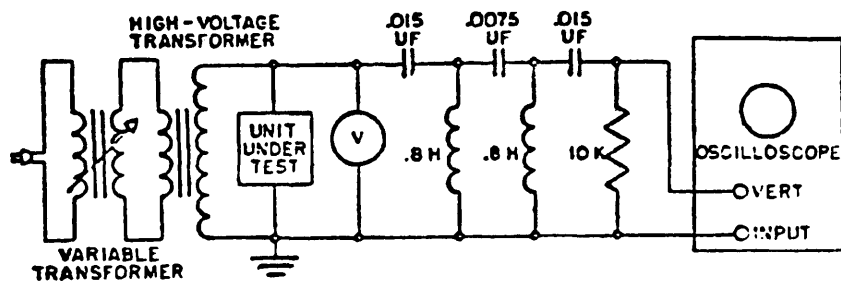 HIGH-VOLTAGE
TRANSFORMER
.015
UF
.0075
UF
.015
UF
UNIT
UNDER
TEST
V
.8 H
.8 H
10 K
OSCILLOSCOPE
VERT
INPUT
VARIABLE
TRANSFORMER